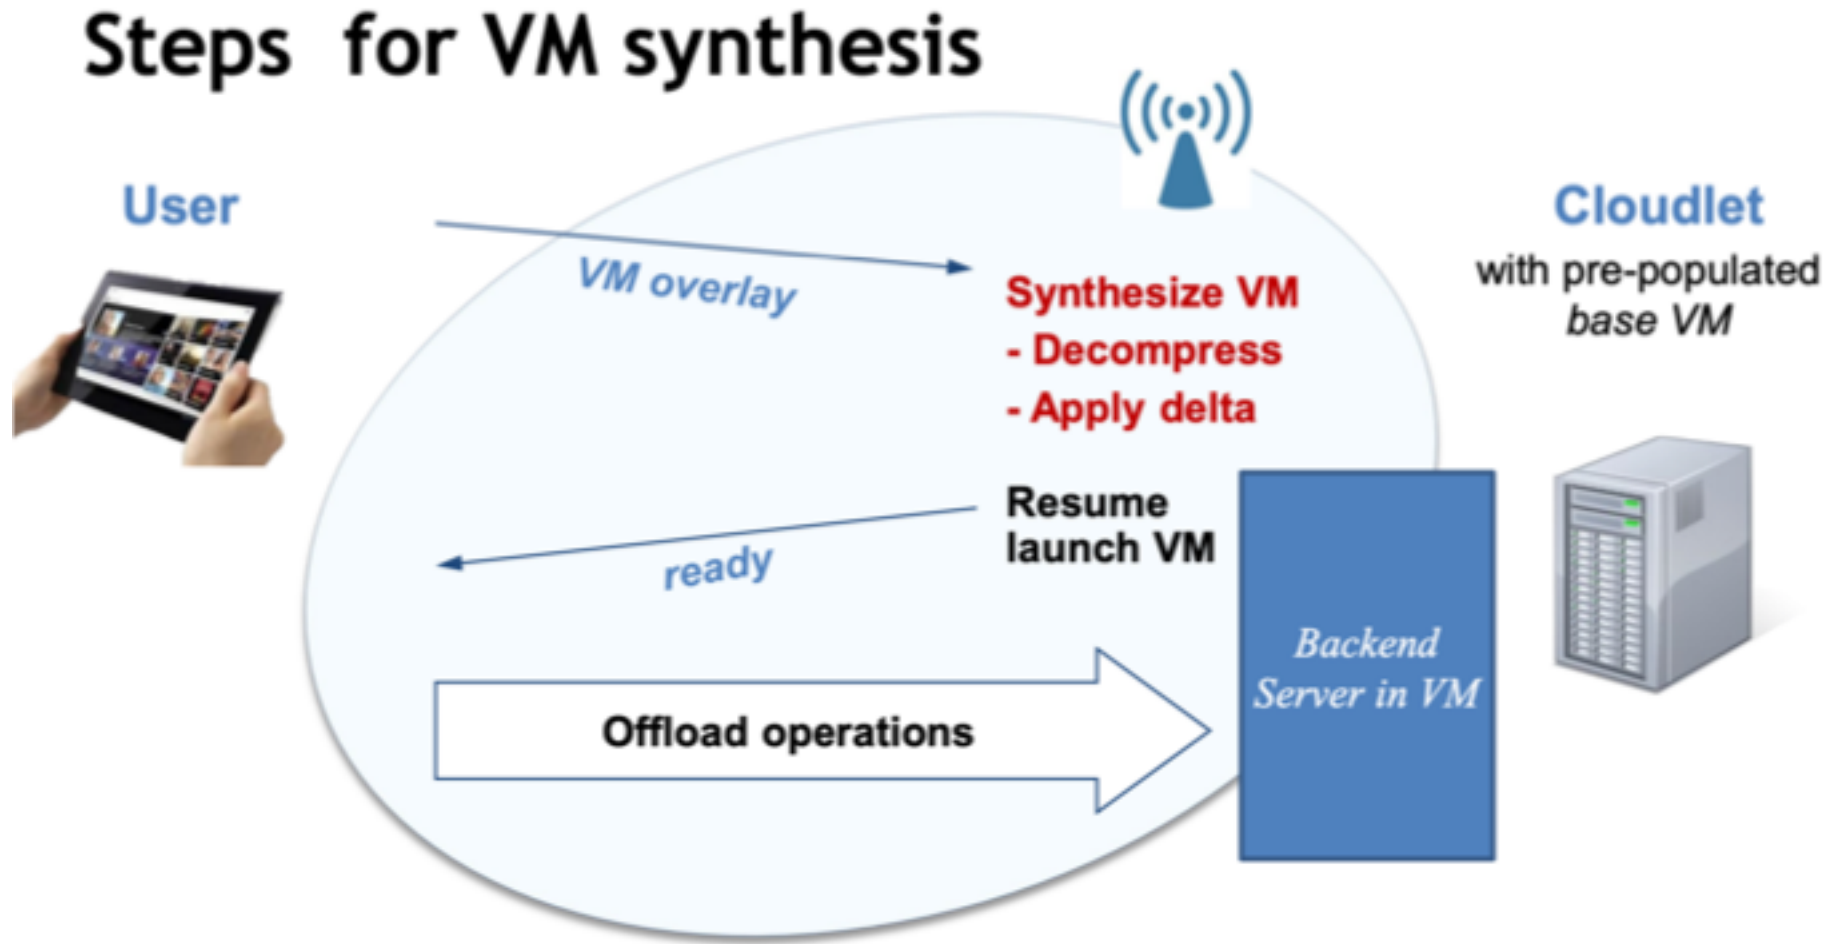 Steps for VM synthesis
User
Cloudlet
with pre-populated
base VM
VM overlay
Synthesize VM
- Decompress
- Apply delta
Resume
launch VM
ready
Backend
Server in VM
Offload operations